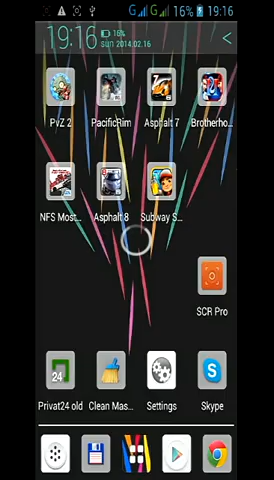 G G 16% 19:16
19:16 16%
sun 2014.02.16
PvZ 2 PacificRim Asphalt 7 Brotherho...
NFS Most... Asphalt 8 Subway S...
SCR Pro
24
Privat24 old Clean Mas... Settings Skype